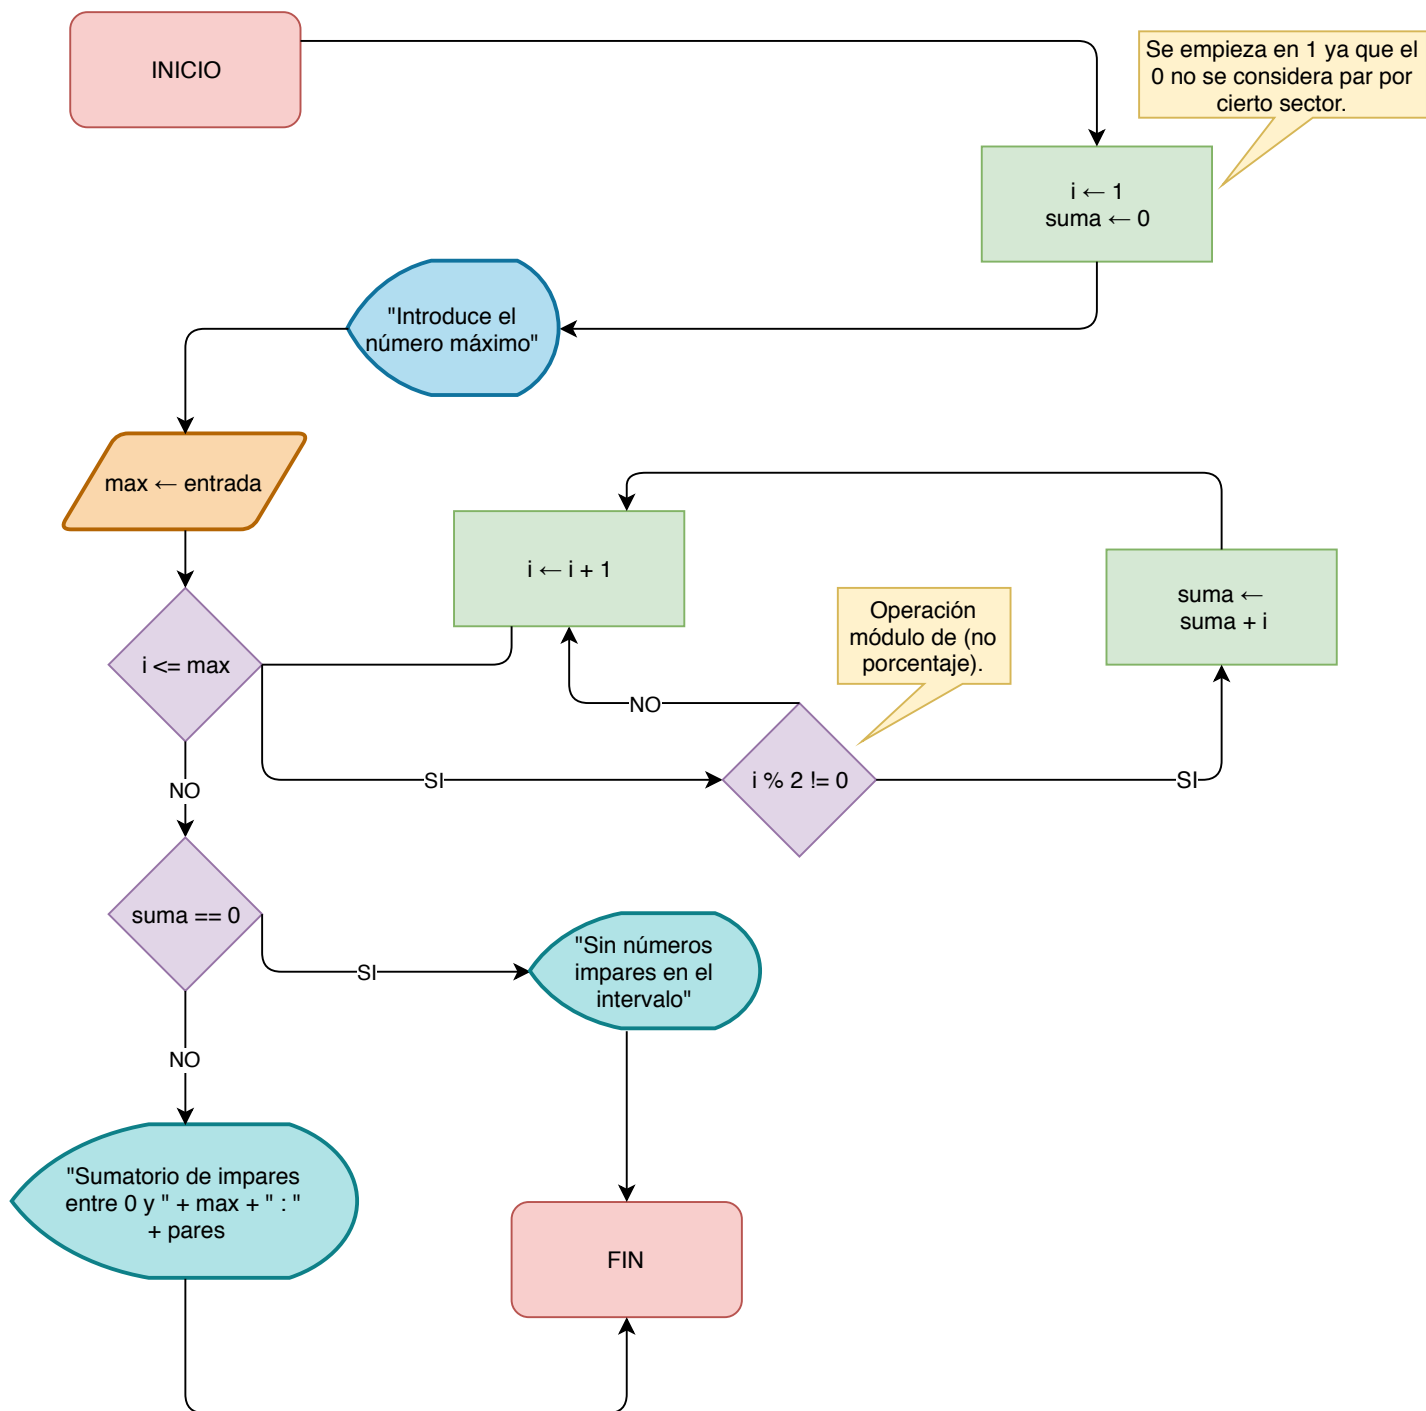 INICIO
Se empieza en 1 ya que el
0 no se considera par por
cierto sector.
i ← 1
suma ← 0
"Introduce el
número máximo"
max ← entrada
i ← i + 1
suma ←
suma + i
Operación
módulo de (no
porcentaje).
i <= max
NO
SI
i % 2 != 0
SI
NO
suma == 0
SI
"Sin números
impares en el
intervalo"
NO
"Sumatorio de impares
entre 0 y " + max + " : "
+ pares
FIN